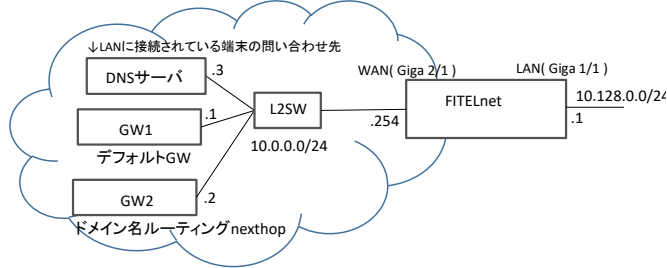 ↓LANに接続されている端末の問い合わせ先
DNSサーバ
.3
WAN( Giga 2/1 )
LAN( Giga 1/1 )
GW1
.1
L2SW
FITELnet
10.128.0.0/24
デフォルトGW
10.0.0.0/24
.254
.1
GW2
.2
ドメイン名ルーティングnexthop